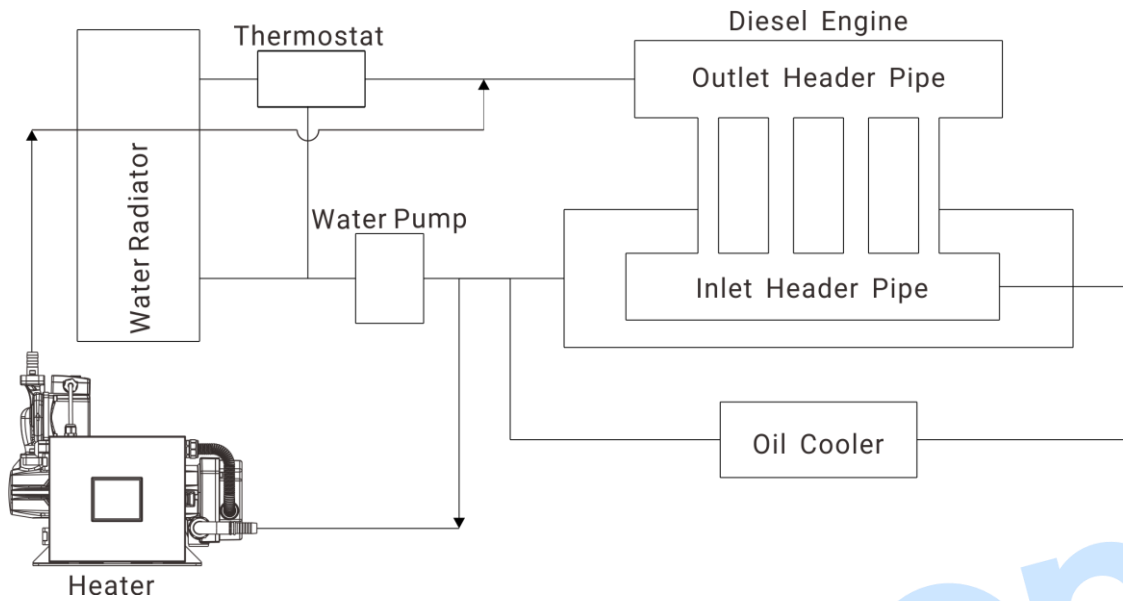 Diesel Engine
Thermostat
Outlet Header Pipe
Water Radiator
Water Pump
Inlet Header Pipe
Oil Cooler
Heater